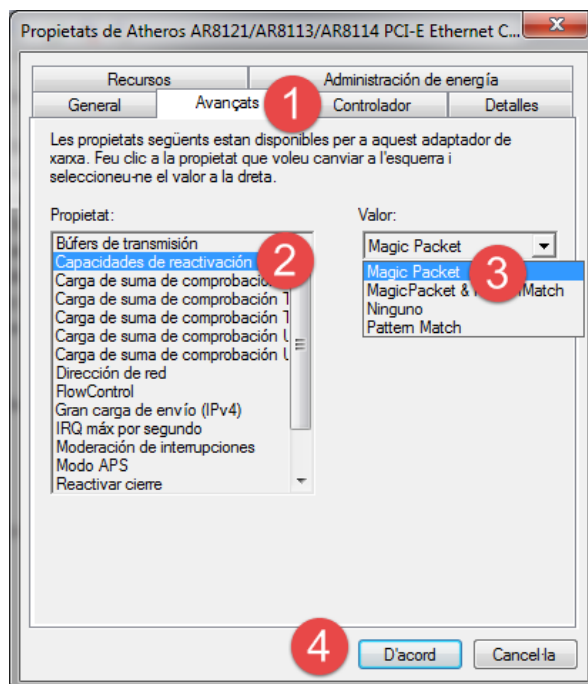 Propietats de Atheros AR8121/AR8113/AR8114 PCI-E Ethernet C...
Recursos
Administración de energía
General
Avançats
1
Controlador
Detalles
Les propietats següents estan disponibles per a aquest adaptador de
xarxa. Feu clic a la propietat que voleu canviar a l'esquerra i
seleccioneu-ne el valor a la dreta.
Propietat:
Valor:
Búfers de transmisión
Capacidades de reactivación
2
Carga de suma de comprobación
Carga de suma de comprobación T
Carga de suma de comprobación T
Carga de suma de comprobación U
Carga de suma de comprobación U
Dirección de red
FlowControl
Gran carga de envío (IPv4)
IRQ máx por segundo
Moderación de interrupciones
Modo APS
Reactivar cierre
Magic Packet
Magic Packet
3
MagicPacket & Match
Ninguno
Pattern Match
4
D'acord
Cancel·la